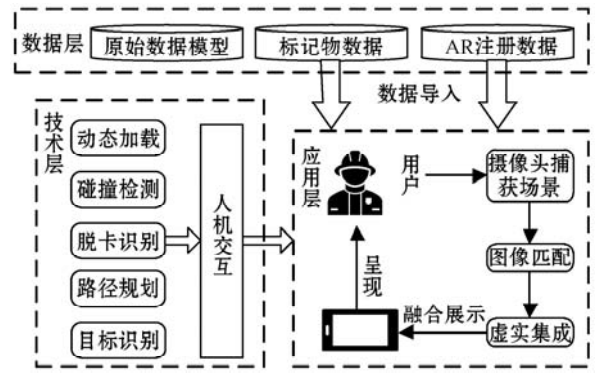 数据层
原始数据模型
标记物数据
AR注册数据
数据导入
技术层
动态加载
碰撞检测
脱卡识别
路径规划
目标识别
人机交互
应用层
用户
摄像头捕
获场景
图像匹配
虚实集成
融合展示
呈现